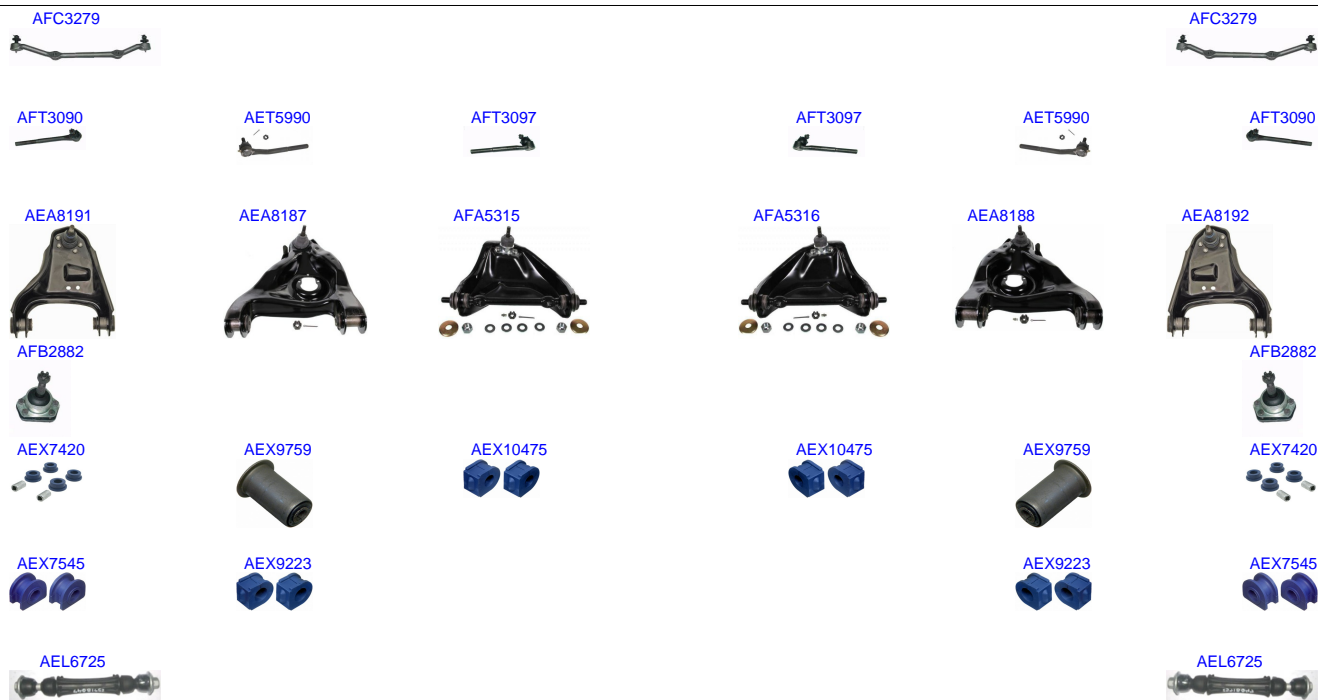 AFC3279 AFC3279
AFT3090 AET5990 AFT3097 AFT3097 AET5990 AFT3090
AEA8191 AEA8187 AFA5315 AFA5316 AEA8188 AEA8192
AFB2882 AFB2882
AEX7420 AEX9759 AEX10475 AEX10475 AEX9759 AEX7420
AEX7545 AEX9223 AEX9223 AEX7545
AEL6725 AEL6725